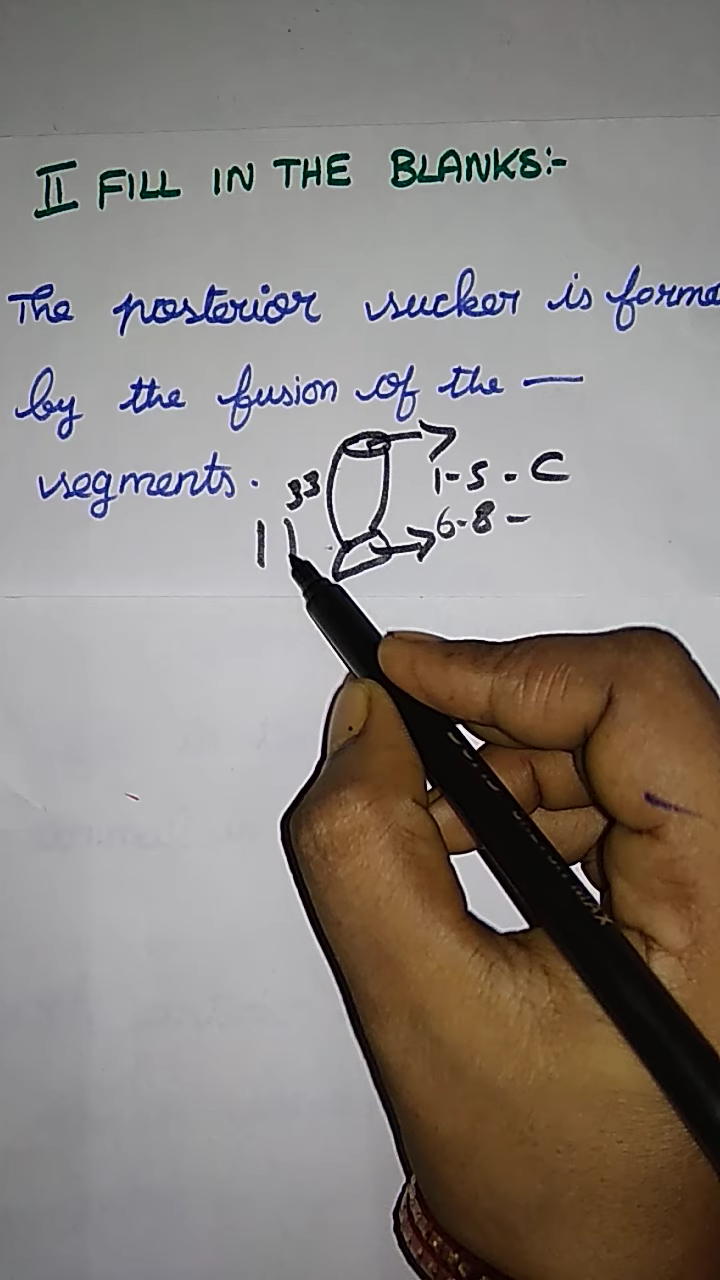 II FILL IN THE BLANKS:-
The posterior sucker is forme
by the fusion of the —
segments.
33
1-5 - C
6-8 -
11